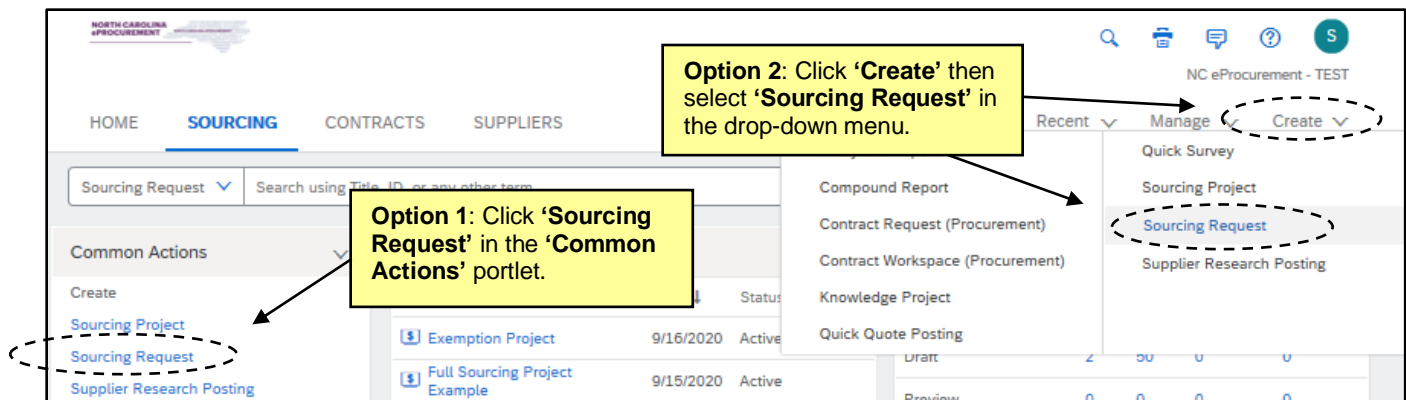 NORTH CAROLINA
ePROCUREMENT
S
NC eProcurement - TEST
Option 2: Click ‘Create’ then
select ‘Sourcing Request’ in
the drop-down menu.
HOME SOURCING CONTRACTS SUPPLIERS
Recent Manage Create
Quick Survey
Sourcing Request Search using Title, ID, or any other term
Compound Report
Sourcing Project
Option 1: Click ‘Sourcing
Request’ in the ‘Common
Actions’ portlet.
Contract Request (Procurement)
Sourcing Request
Common Actions
Contract Workspace (Procurement)
Supplier Research Posting
Create
Status
Knowledge Project
Sourcing Project
Exemption Project 9/16/2020 Active
Quick Quote Posting
Sourcing Request
Draft 2 50 0 0
Full Sourcing Project
Example
9/15/2020 Active
Supplier Research Posting
Preview 0 0 0 0